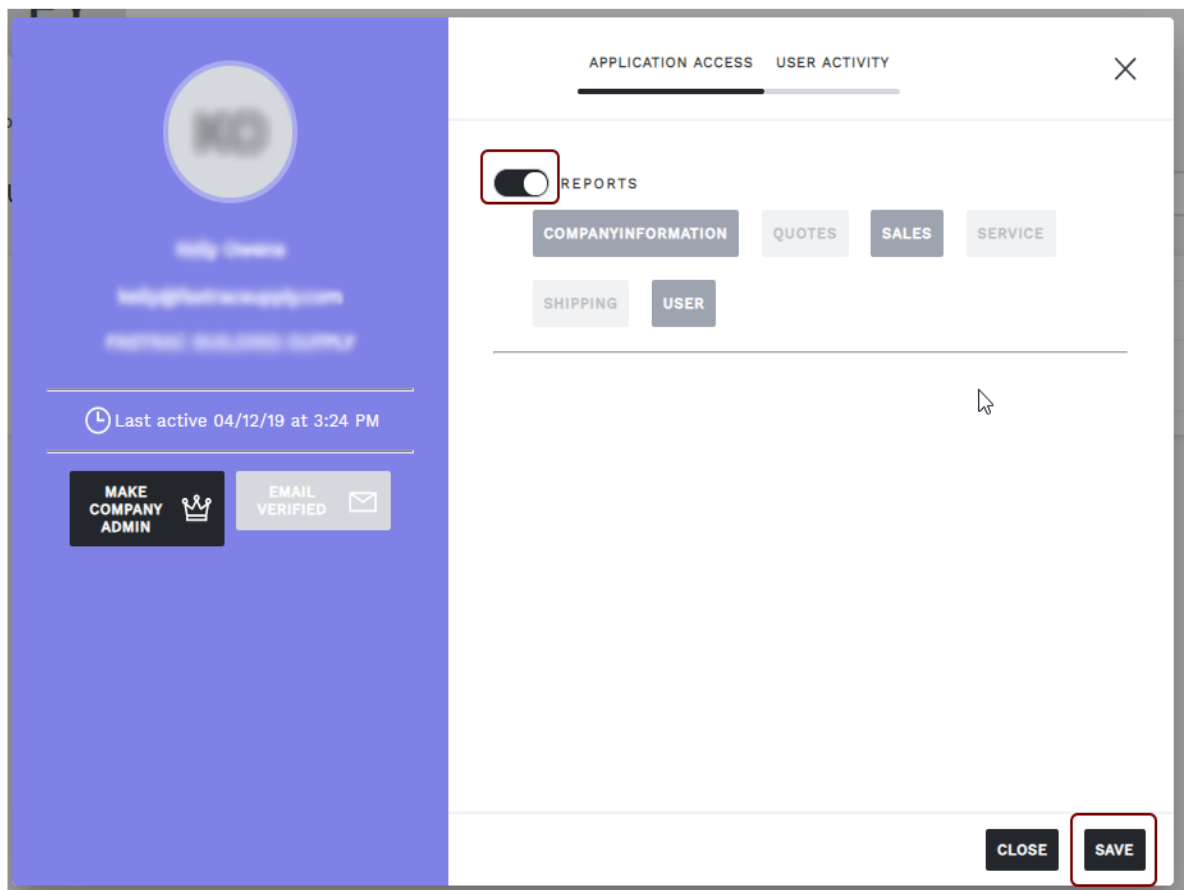 APPLICATION ACCESS USER ACTIVITY
REPORTS
COMPANYINFORMATION QUOTES SALES SERVICE
SHIPPING USER
Last active 04/12/19 at 3:24 PM
MAKE
COMPANY
ADMIN
EMAIL
VERIFIED
CLOSE SAVE